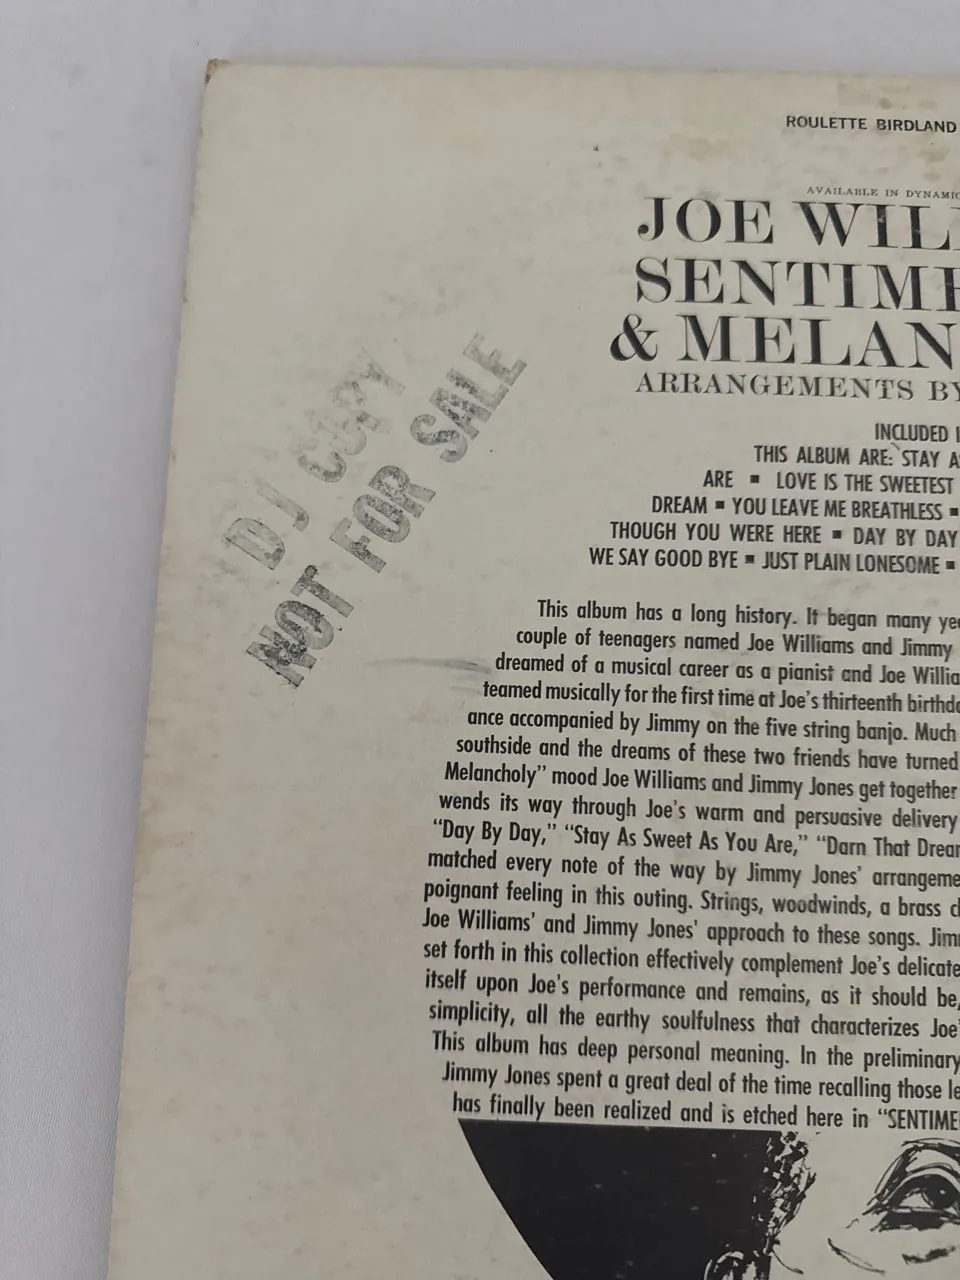 ROULETTE BIRDLAND
AVAILABLE IN DYNAMIC
JOE WILL
SENTIME
& MELAN
ARRANGEMENTS BY
DJ COPY
NOT FOR SALE
INCLUDED I
THIS ALBUM ARE: STAY A
ARE ▪ LOVE IS THE SWEETEST
DREAM ▪ YOU LEAVE ME BREATHLESS ▪
THOUGH YOU WERE HERE ▪ DAY BY DAY
WE SAY GOOD BYE ▪ JUST PLAIN LONESOME ▪
This album has a long history. It began many ye
couple of teenagers named Joe Williams and Jimmy
dreamed of a musical career as a pianist and Joe Willia
teamed musically for the first time at Joe's thirteenth birthda
ance accompanied by Jimmy on the five string banjo. Much
southside and the dreams of these two friends have turned
Melancholy" mood Joe Williams and Jimmy Jones get together
wends its way through Joe's warm and persuasive delivery
"Day By Day," "Stay As Sweet As You Are," "Darn That Dream
matched every note of the way by Jimmy Jones' arrangeme
poignant feeling in this outing. Strings, woodwinds, a brass c
Joe Williams' and Jimmy Jones' approach to these songs. Jim
set forth in this collection effectively complement Joe's delicate
itself upon Joe's performance and remains, as it should be,
simplicity, all the earthy soulfulness that characterizes Joe'
This album has deep personal meaning. In the preliminary
Jimmy Jones spent a great deal of the time recalling those le
has finally been realized and is etched here in "SENTIME